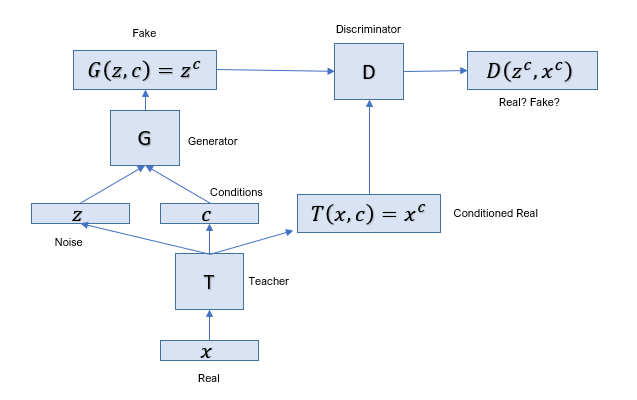 Fake
Discriminator
G(z, c) = z^c
D
D(z^c, x^c)
Real? Fake?
G
Generator
Conditions
z
c
T(x, c) = x^c
Conditioned Real
Noise
T
Teacher
x
Real